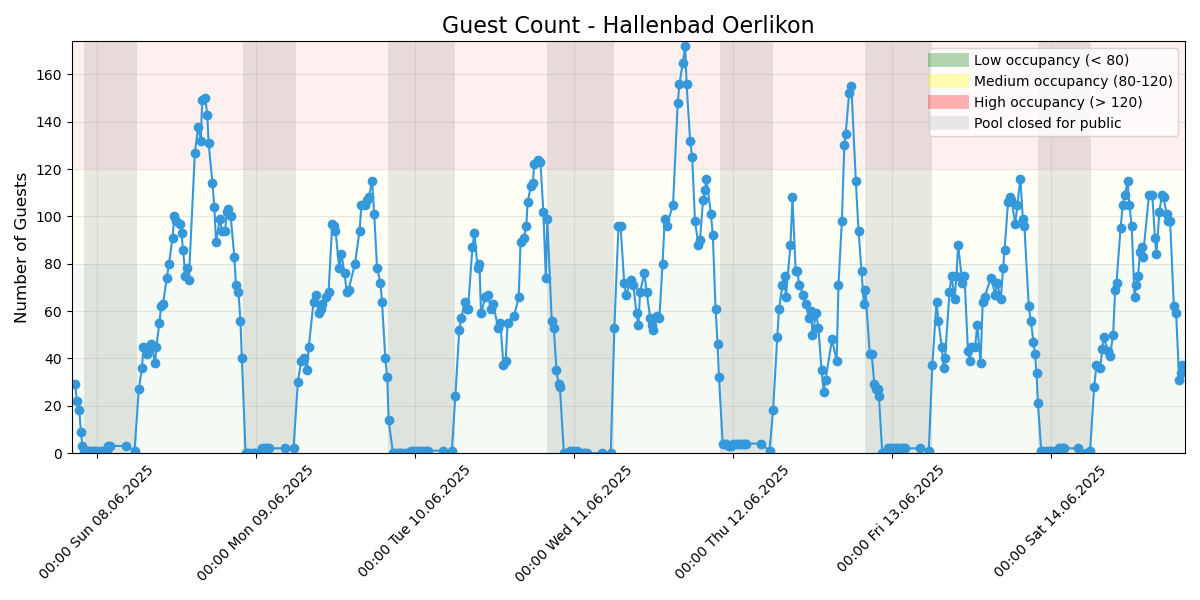 Guest Count - Hallenbad Oerlikon
Number of Guests
160
140
120
100
80
60
40
20
0
Low occupancy (< 80)
Medium occupancy (80-120)
High occupancy (> 120)
Pool closed for public
00:00 Sun 08.06.2025
00:00 Mon 09.06.2025
00:00 Tue 10.06.2025
00:00 Wed 11.06.2025
00:00 Thu 12.06.2025
00:00 Fri 13.06.2025
00:00 Sat 14.06.2025